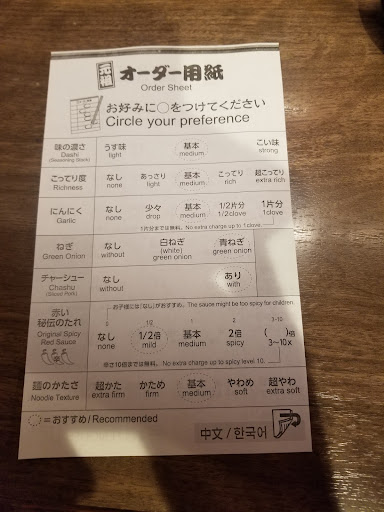 元祖 オーダー用紙
Order Sheet
お好みに○をつけてください
Circle your preference
味の濃さ うす味 基本 こい味
Dashi light medium strong
(Seasoning Stock)
こってり度 なし あっさり 基本 こってり 超こってり
Richness none light medium rich extra rich
にんにく なし 少々 基本 1/2片分 1片分
Garlic none drop medium 1/2clove 1clove
1片分までは無料。No extra charge up to 1 clove.
ねぎ なし 白ねぎ 青ねぎ
Green Onion without (white) green onion
green onion
チャーシュー なし あり
Chashu without with
(Sliced Pork)
お子様には「なし」がおすすめ。The sauce might be too spicy for children.
赤い 0 1/2 1 2 3-10
秘伝のたれ なし 1/2倍 基本 2倍 ( )倍
Original Spicy none mild medium spicy 3~10x
Red Sauce
辛さ10倍までは無料。No extra charge up to spicy level 10.
麺のかたさ 超かた かため 基本 やわめ 超やわ
Noodle Texture extra firm firm medium soft extra soft
=おすすめ/Recommended
中文/한국어